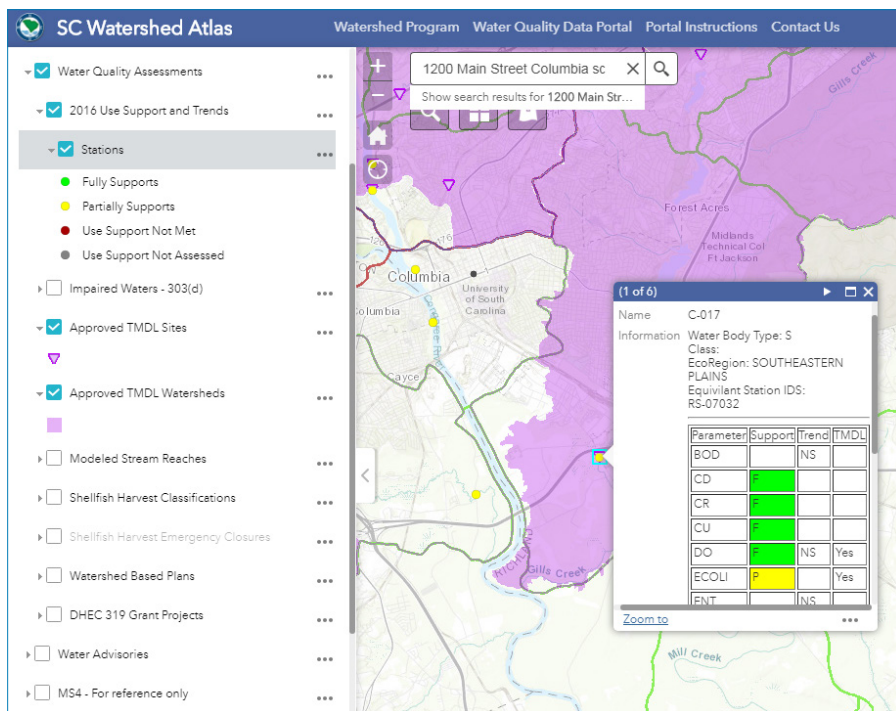 SC Watershed Atlas
Watershed Program Water Quality Data Portal Portal Instructions Contact Us
Water Quality Assessments
2016 Use Support and Trends
Stations
Fully Supports
Partially Supports
Use Support Not Met
Use Support Not Assessed
Impaired Waters - 303(d)
Approved TMDL Sites
Approved TMDL Watersheds
Modeled Stream Reaches
Shellfish Harvest Classifications
Shellfish Harvest Emergency Closures
Watershed Based Plans
DHEC 319 Grant Projects
Water Advisories
MS4 - For reference only
1200 Main Street Columbia sc
Show search results for 1200 Main Str...
Gills Creek
Forest Acres
Midlands
Technical Col
Ft Jackson
126
176
Columbia
University
of South
Carolina
olumbia
Cayce
RICHLAND
Gills Creek
Mill Creek
(1 of 6)
Name C-017
Information Water Body Type: S
Class:
EcoRegion: SOUTHEASTERN
PLAINS
Equivilant Station IDS:
RS-07032
Parameter Support Trend TMDL
BOD NS
CD F
CR F
CU F
DO F NS Yes
ECOLI P Yes
ENT NS
Zoom to